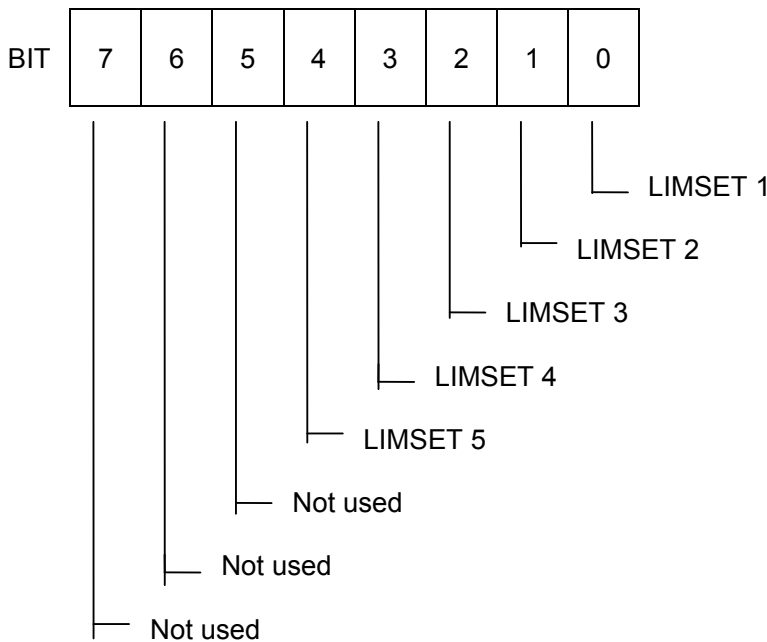 BIT 7 6 5 4 3 2 1 0
LIMSET 1
LIMSET 2
LIMSET 3
LIMSET 4
LIMSET 5
Not used
Not used
Not used